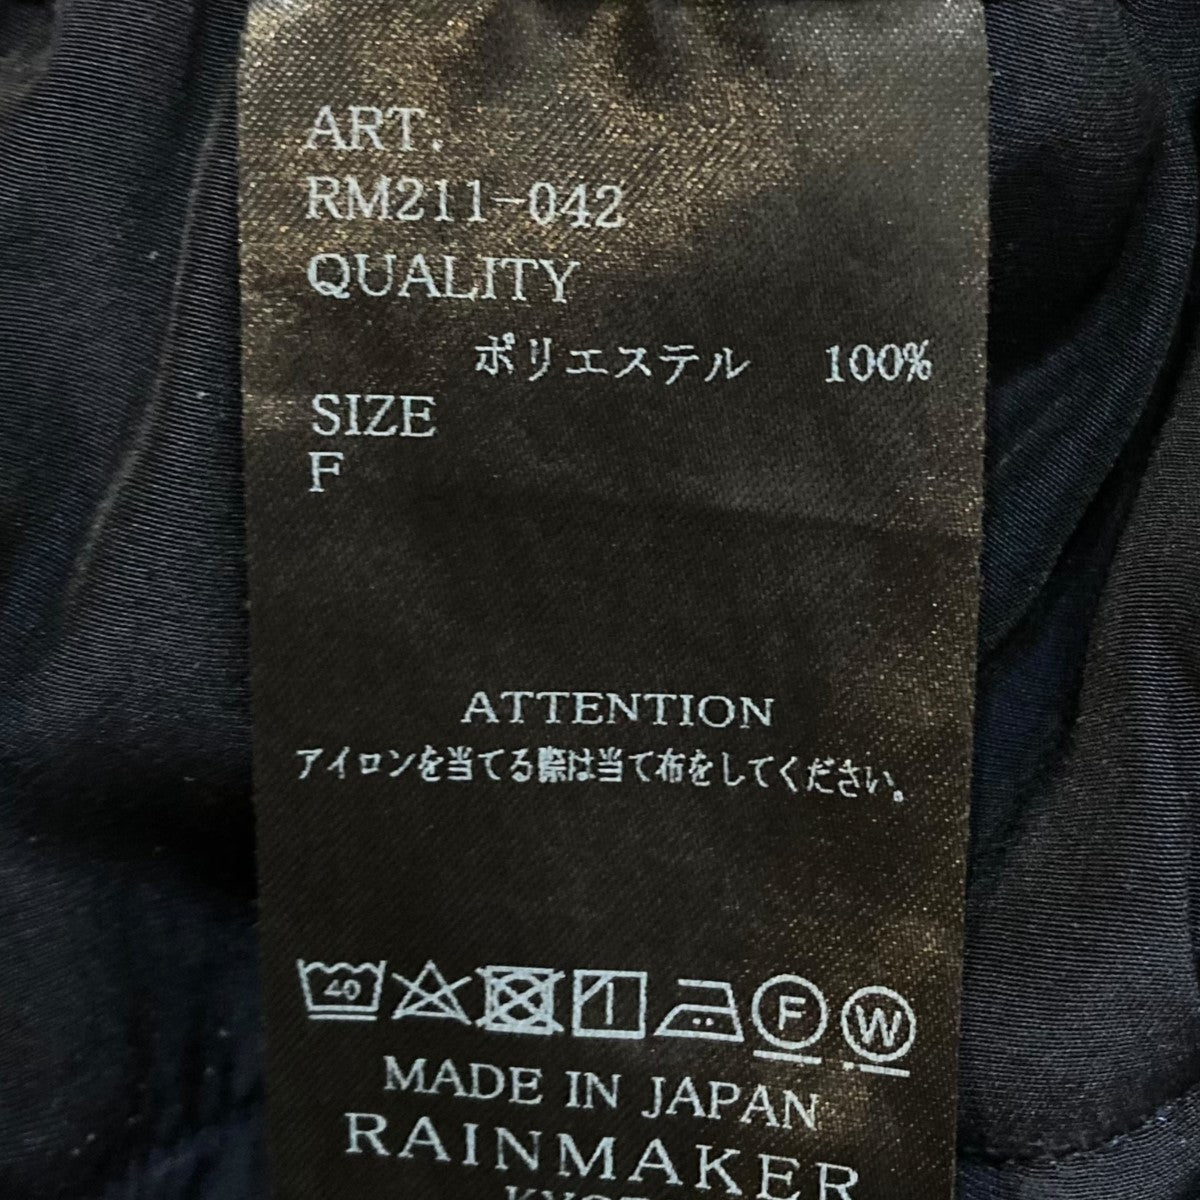 ART.
RM211-042
QUALITY
ポリエステル 100%
SIZE
F
ATTENTION
アイロンを当てる際は当て布をしてください。
40 F W
MADE IN JAPAN
RAINMAKER